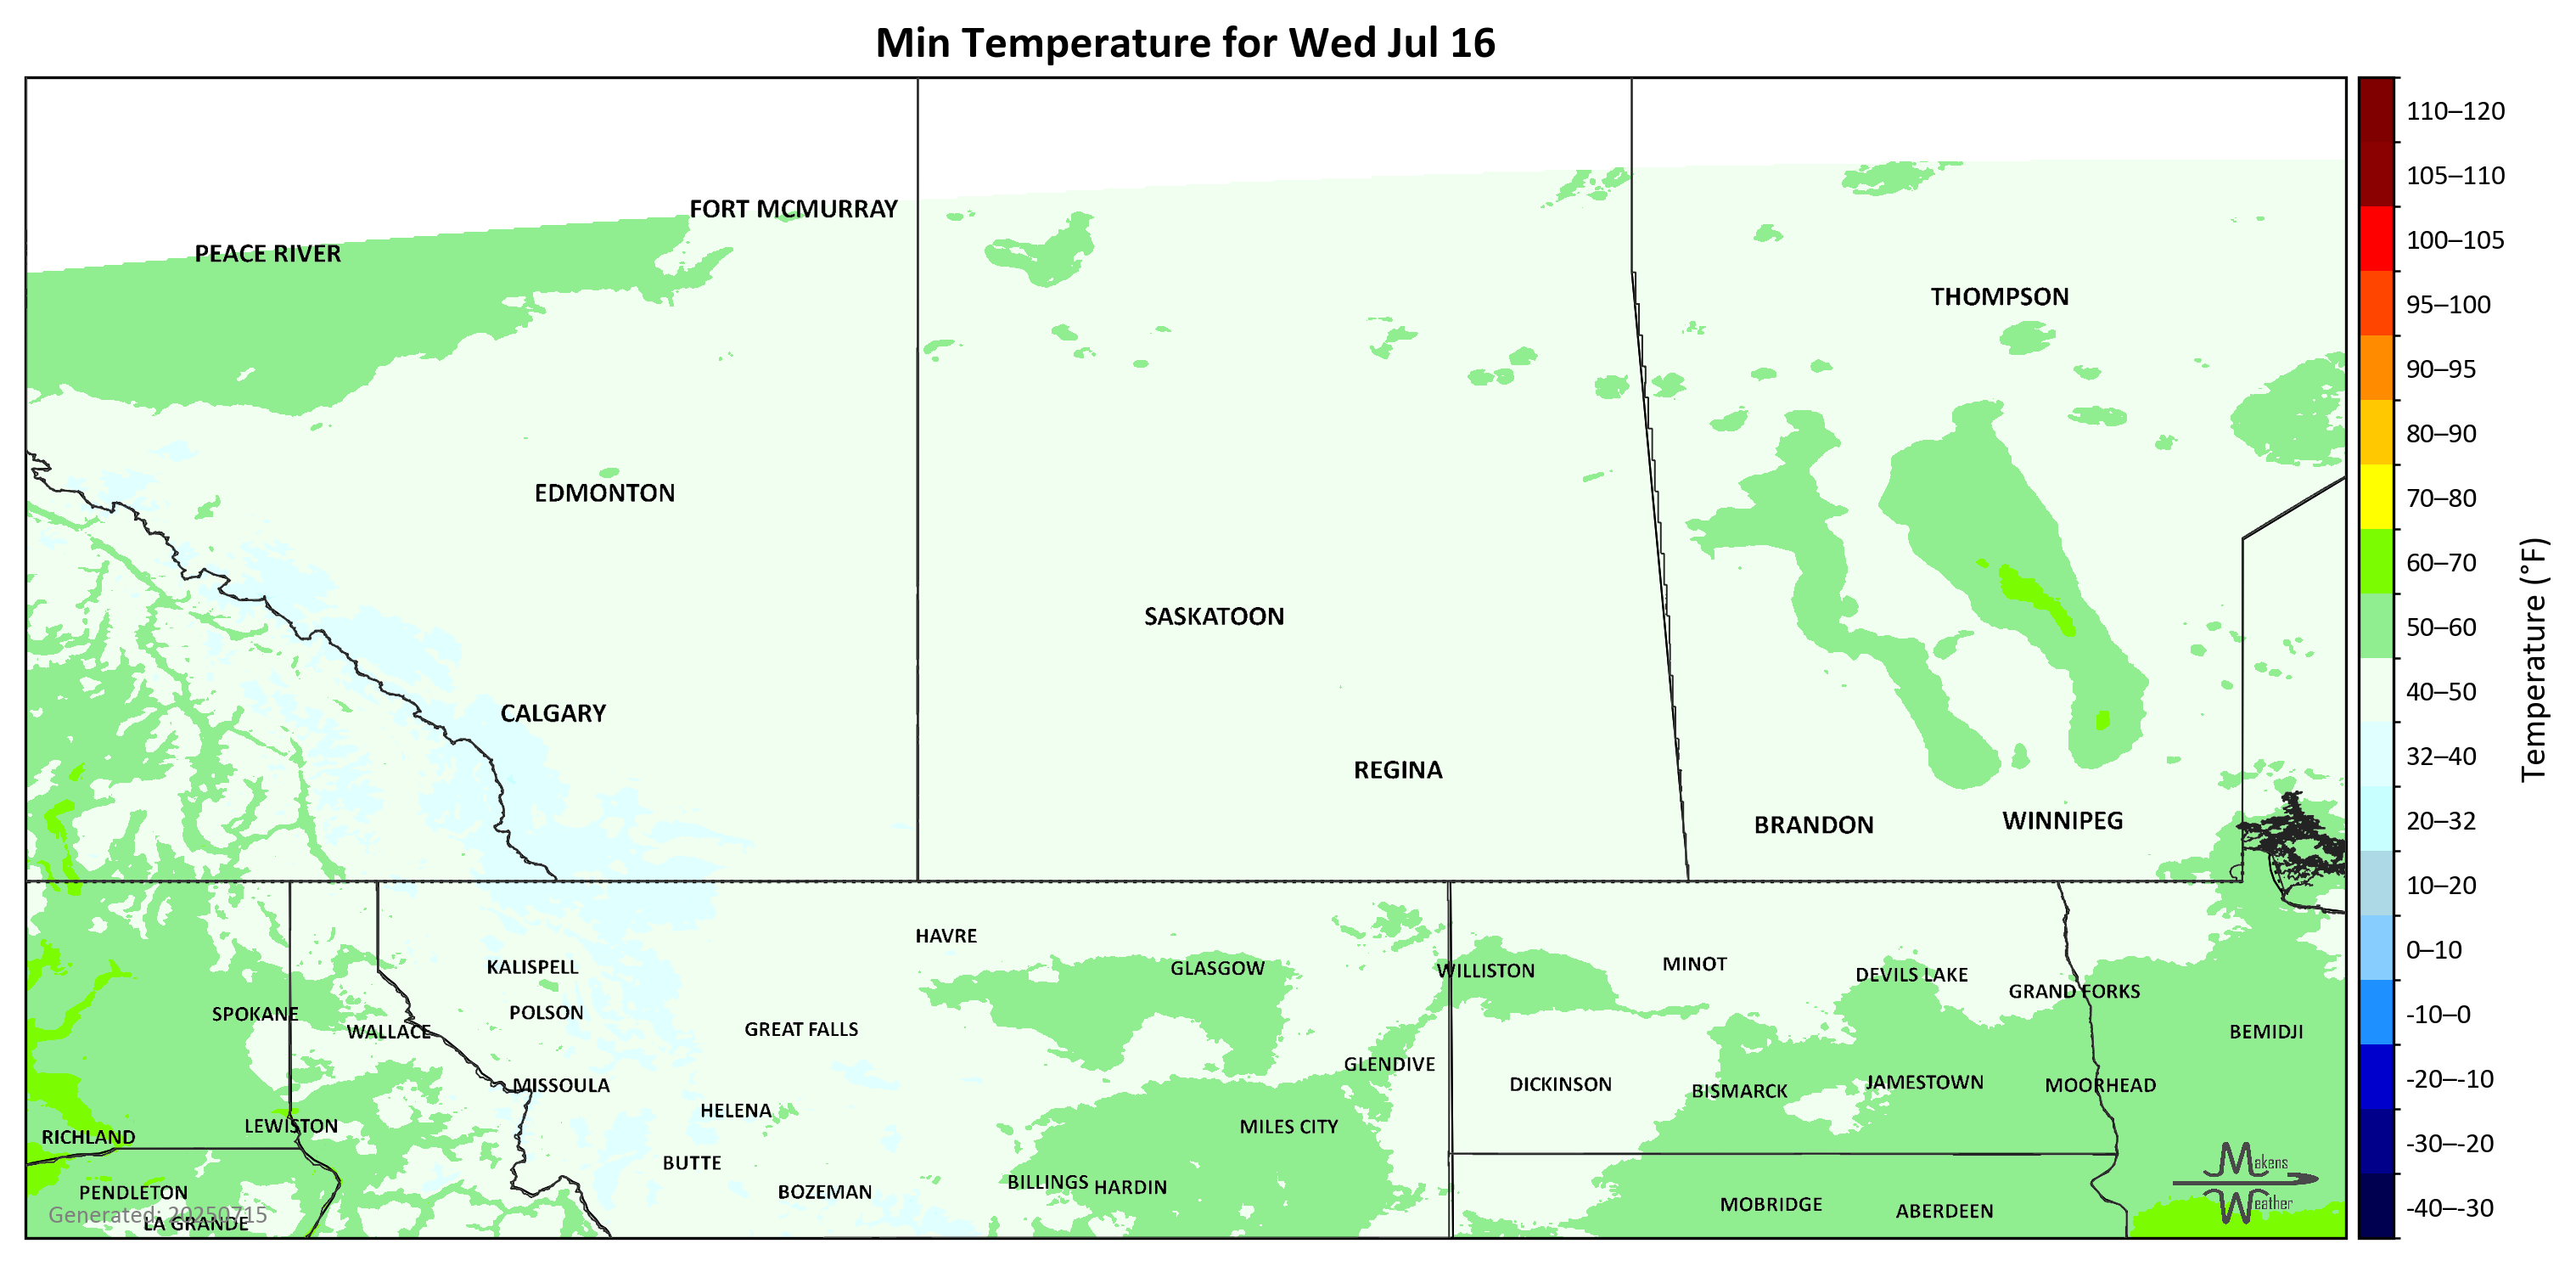 Min Temperature for Wed Jul 16
FORT MCMURRAY
PEACE RIVER
THOMPSON
EDMONTON
SASKATOON
CALGARY
REGINA
BRANDON
WINNIPEG
HAVRE
KALISPELL
GLASGOW
WILLISTON
MINOT
DEVILS LAKE
GRAND FORKS
SPOKANE
POLSON
WALLACE
GREAT FALLS
BEMIDJI
GLENDIVE
MISSOULA
DICKINSON
BISMARCK
JAMESTOWN
MOORHEAD
HELENA
LEWISTON
MILES CITY
RICHLAND
BUTTE
BILLINGS
HARDIN
PENDLETON
BOZEMAN
MOBRIDGE
ABERDEEN
Generated: 20250715
LA GRANDE
Makens
Weather
110–120
105–110
100–105
95–100
90–95
80–90
70–80
60–70
50–60
40–50
32–40
20–32
10–20
0–10
-10–0
-20–-10
-30–-20
-40–-30
Temperature (°F)